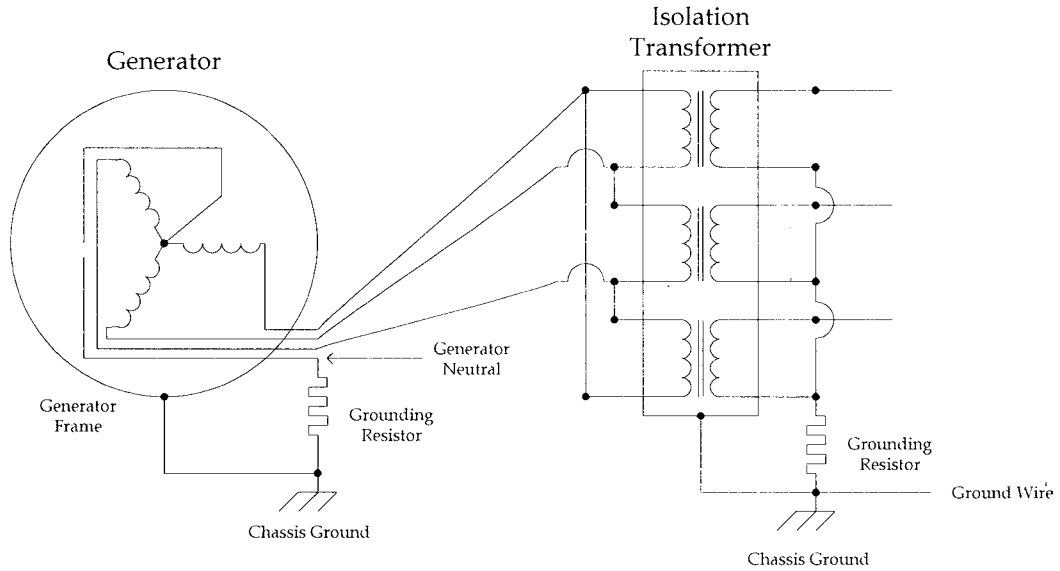 Isolation
Transformer
Generator
Generator
Neutral
Generator
Frame
Grounding
Resistor
Grounding
Resistor
Ground Wire
Chassis Ground
Chassis Ground